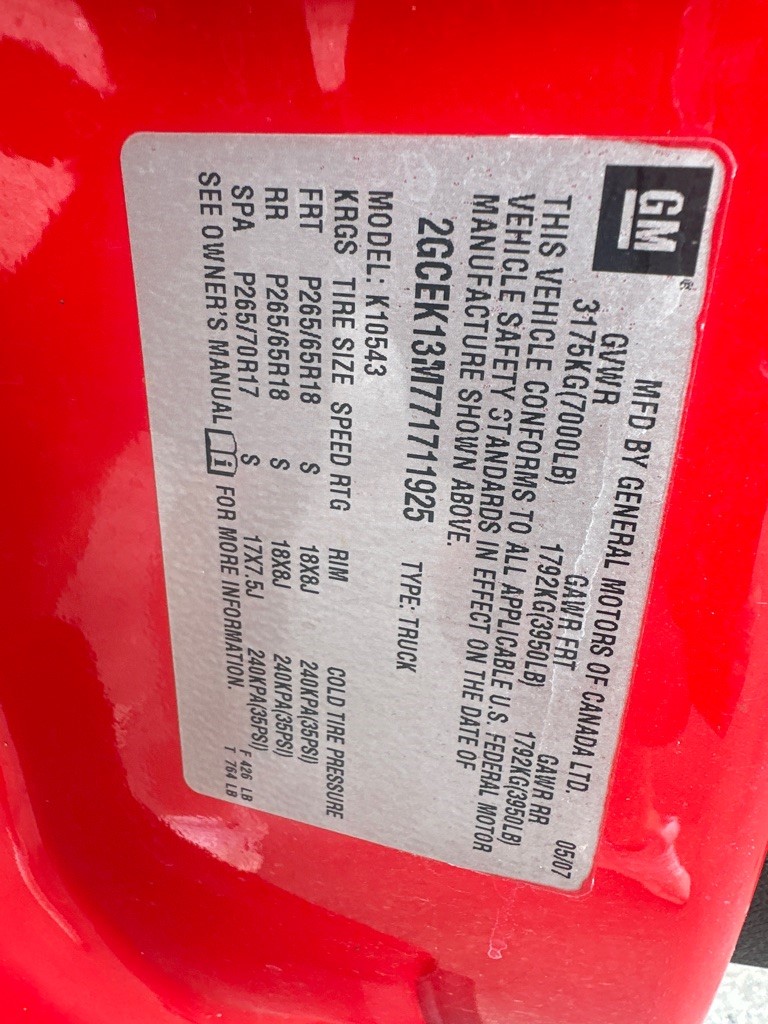 GM
MFD BY GENERAL MOTORS OF CANADA LTD. 05/07
GVWR GAWR FRT GAWR RR
3175KG(7000LB) 1792KG(3950LB) 1792KG(3950LB)
THIS VEHICLE CONFORMS TO ALL APPLICABLE U.S. FEDERAL MOTOR
VEHICLE SAFETY STANDARDS IN EFFECT ON THE DATE OF
MANUFACTURE SHOWN ABOVE.
2GCEK13M771711925 TYPE: TRUCK
MODEL: K10543
KRGS TIRE SIZE SPEED RTG RIM COLD TIRE PRESSURE
FRT P265/65R18 S 18X8J 240KPA(35PSI)
RR P265/65R18 S 18X8J 240KPA(35PSI)
SPA P265/70R17 S 17X7.5J 240KPA(35PSI)
SEE OWNER'S MANUAL FOR MORE INFORMATION.
F 426 LB
T 764 LB